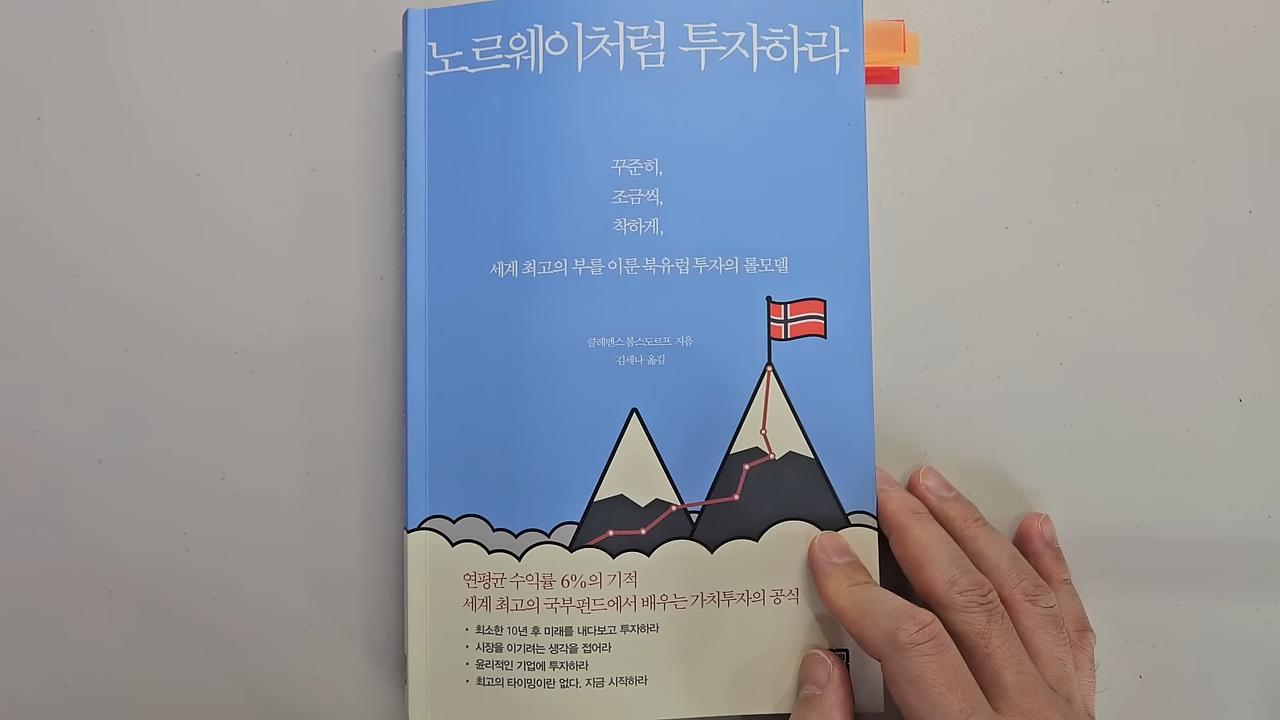 노르웨이처럼 투자하라
꾸준히,
조금씩,
착하게,
세계 최고의 부를 이룬 북유럽 투자의 롤모델
클레멘스 봄스도르프 지음
김세나 옮김
연평균 수익률 6%의 기적
세계 최고의 국부펀드에서 배우는 가치투자의 공식
• 최소한 10년 후 미래를 내다보고 투자하라
• 시장을 이기려는 생각을 접어라
• 윤리적인 기업에 투자하라
• 최고의 타이밍이란 없다. 지금 시작하라